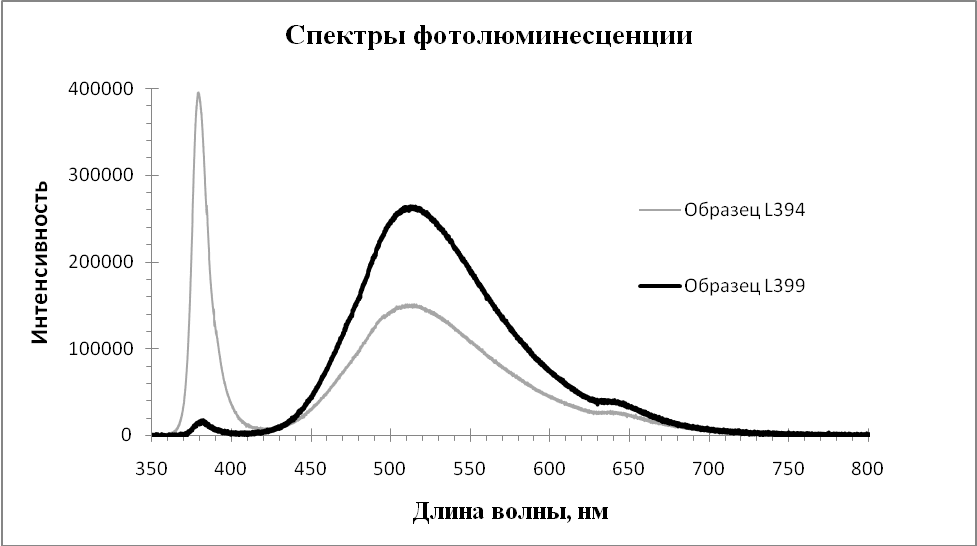 Спектры фотолюминесценции
400000
300000
200000
100000
0
Интенсивность
Образец L394
Образец L399
350 400 450 500 550 600 650 700 750 800
Длина волны, нм